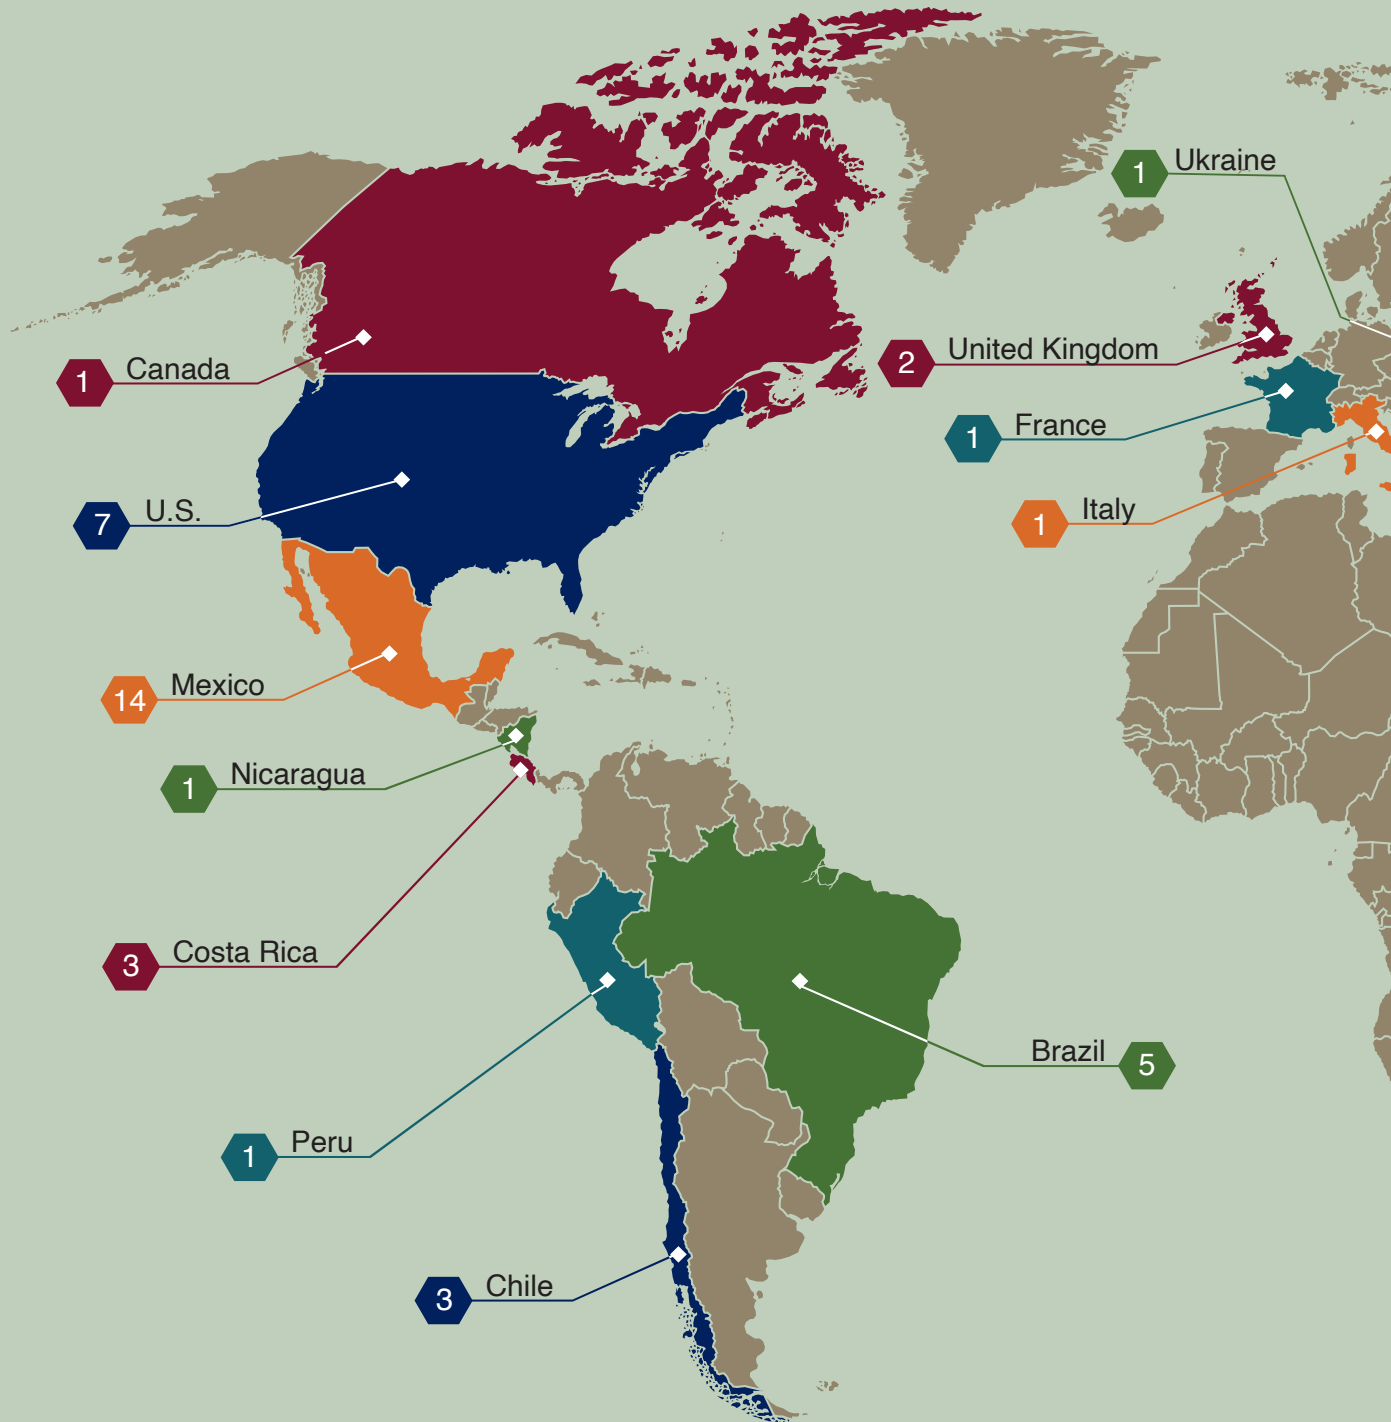 1 Ukraine
2 United Kingdom
1 Canada
1 France
7 U.S.
1 Italy
14 Mexico
1 Nicaragua
3 Costa Rica
Brazil 5
1 Peru
3 Chile